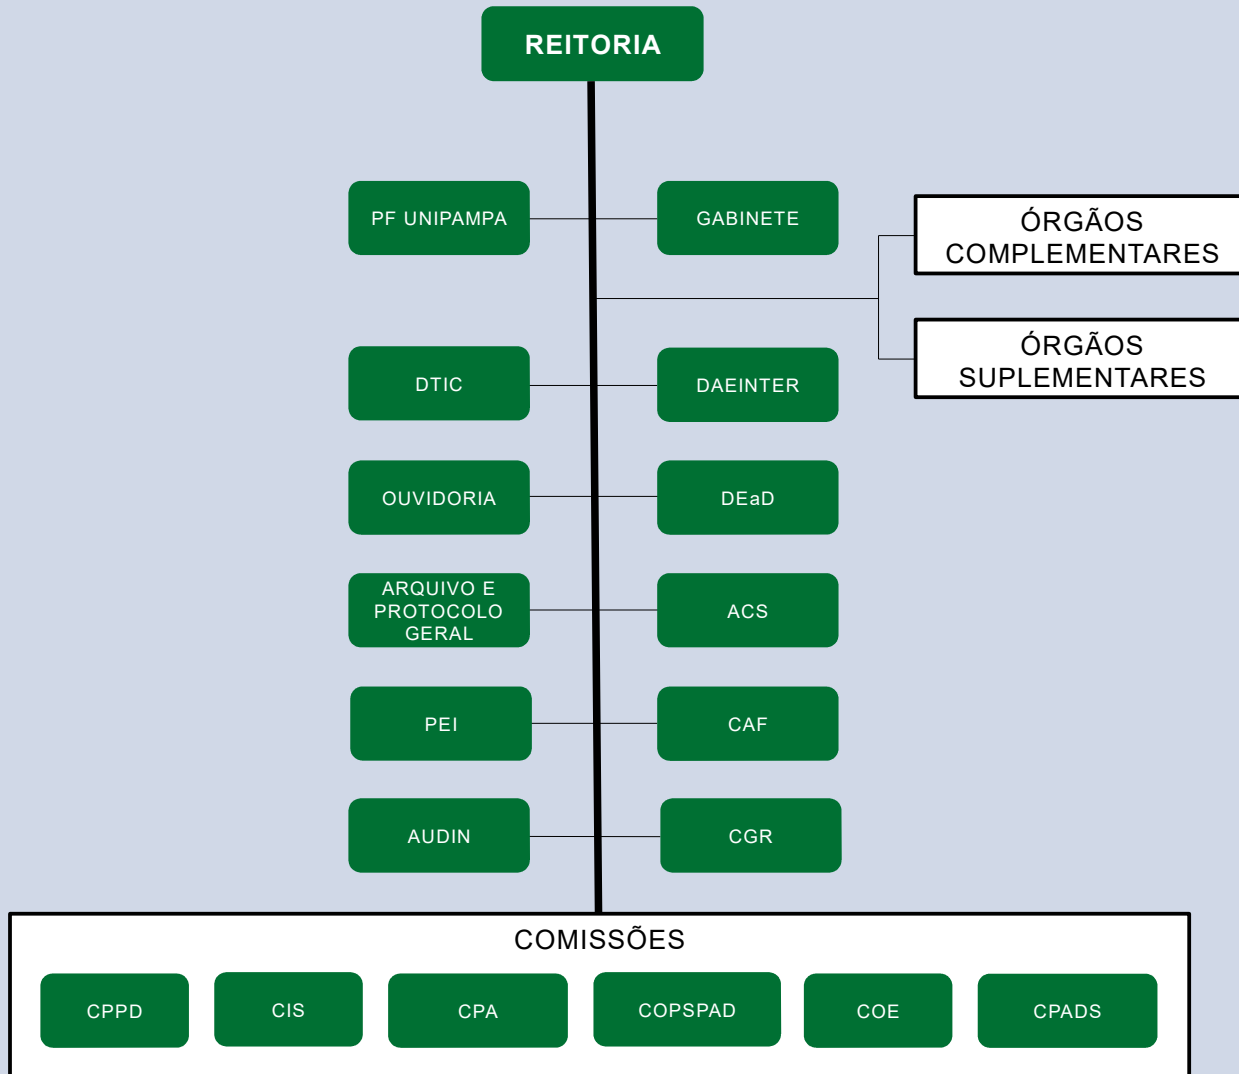 REITORIA
PF UNIPAMPA
GABINETE
ÓRGÃOS
COMPLEMENTARES
ÓRGÃOS
SUPLEMENTARES
DTIC
DAEINTER
OUVIDORIA
DEaD
ARQUIVO E
PROTOCOLO
GERAL
ACS
PEI
CAF
AUDIN
CGR
COMISSÕES
CPPD
CIS
CPA
COPSPAD
COE
CPADS